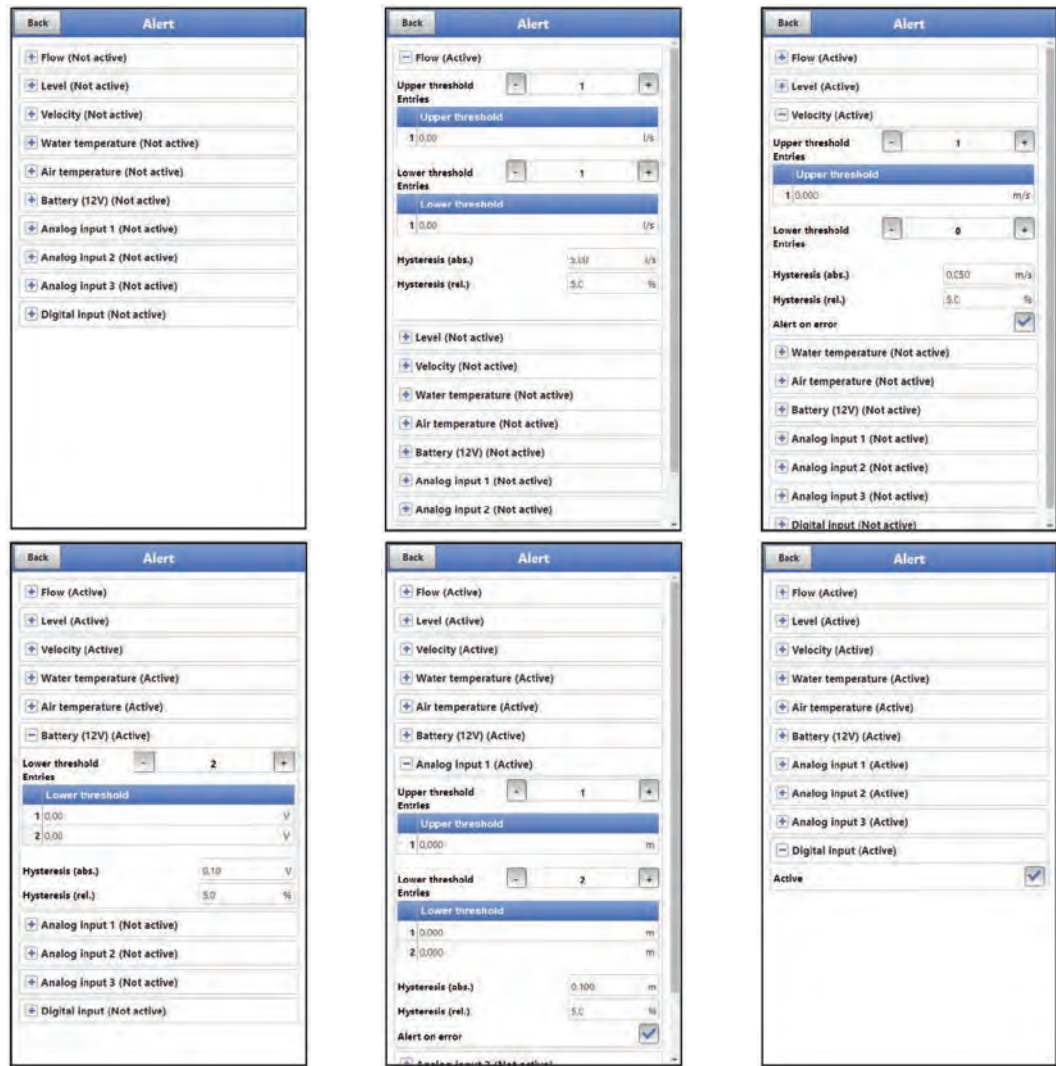 Back Alert
Flow (Not active)
Level (Not active)
Velocity (Not active)
Water temperature (Not active)
Air temperature (Not active)
Battery (12V) (Not active)
Analog input 1 (Not active)
Analog input 2 (Not active)
Analog input 3 (Not active)
Digital input (Not active)
Back Alert
Flow (Active)
Upper threshold - 1 +
Entries
Upper threshold
1 0.00 l/s
Lower threshold - 1 +
Entries
Lower threshold
1 0.00 l/s
Hysteresis (abs.) 5.00 l/s
Hysteresis (rel.) 5.0 %
Level (Not active)
Velocity (Not active)
Water temperature (Not active)
Air temperature (Not active)
Battery (12V) (Not active)
Analog input 1 (Not active)
Analog input 2 (Not active)
Back Alert
Flow (Active)
Level (Active)
Velocity (Active)
Upper threshold - 1 +
Entries
Upper threshold
1 0.000 m/s
Lower threshold - 0 +
Entries
Hysteresis (abs.) 0.050 m/s
Hysteresis (rel.) 5.0 %
Alert on error
Water temperature (Not active)
Air temperature (Not active)
Battery (12V) (Not active)
Analog input 1 (Not active)
Analog input 2 (Not active)
Analog input 3 (Not active)
Digital input (Not active)
Back Alert
Flow (Active)
Level (Active)
Velocity (Active)
Water temperature (Active)
Air temperature (Active)
Battery (12V) (Active)
Lower threshold - 2 +
Entries
Lower threshold
1 0.00 V
2 0.00 V
Hysteresis (abs.) 0.10 V
Hysteresis (rel.) 5.0 %
Analog input 1 (Not active)
Analog input 2 (Not active)
Analog input 3 (Not active)
Digital input (Not active)
Back Alert
Flow (Active)
Level (Active)
Velocity (Active)
Water temperature (Active)
Air temperature (Active)
Battery (12V) (Active)
Analog input 1 (Active)
Upper threshold - 1 +
Entries
Upper threshold
1 0.000 m
Lower threshold - 2 +
Entries
Lower threshold
1 0.000 m
2 0.000 m
Hysteresis (abs.) 0.100 m
Hysteresis (rel.) 5.0 %
Alert on error
Analog input 2 (Not active)
Back Alert
Flow (Active)
Level (Active)
Velocity (Active)
Water temperature (Active)
Air temperature (Active)
Battery (12V) (Active)
Analog input 1 (Active)
Analog input 2 (Active)
Analog input 3 (Active)
Digital input (Active)
Active